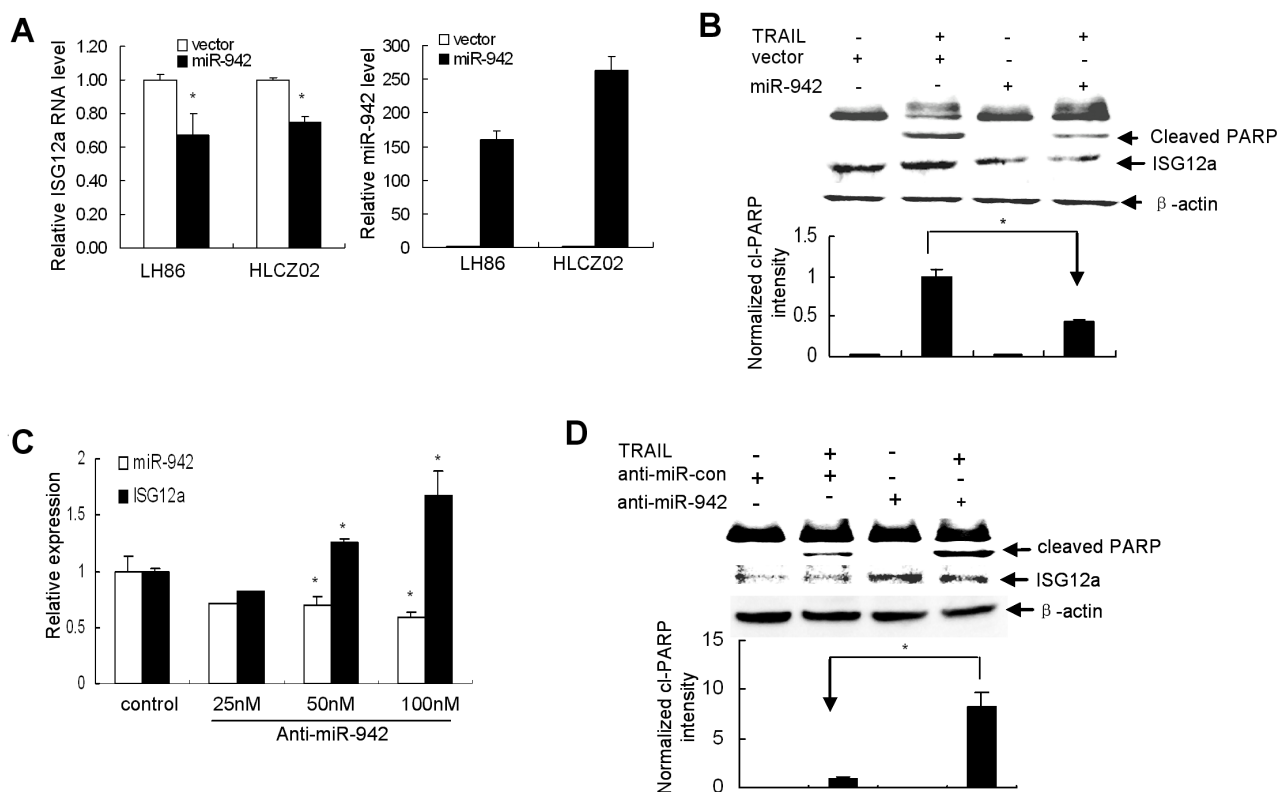 A
Relative ISG12a RNA level
1.20
1.00
0.80
0.60
0.40
0.20
0.00
vector
miR-942
*
*
LH86
HLCZ02
Relative miR-942 level
300
250
200
150
100
50
0
vector
miR-942
LH86
HLCZ02
B
TRAIL - + - +
vector + + - -
miR-942 - - + +
Cleaved PARP
ISG12a
β-actin
Normalized cl-PARP
intensity
1.5
1
0.5
0
*
C
Relative expression
2
1.5
1
0.5
0
miR-942
ISG12a
*
*
*
*
control
25nM
50nM
100nM
Anti-miR-942
D
TRAIL - + - +
anti-miR-con + + - -
anti-miR-942 - - + +
cleaved PARP
ISG12a
β-actin
Normalized cl-PARP
intensity
15
10
5
0
*